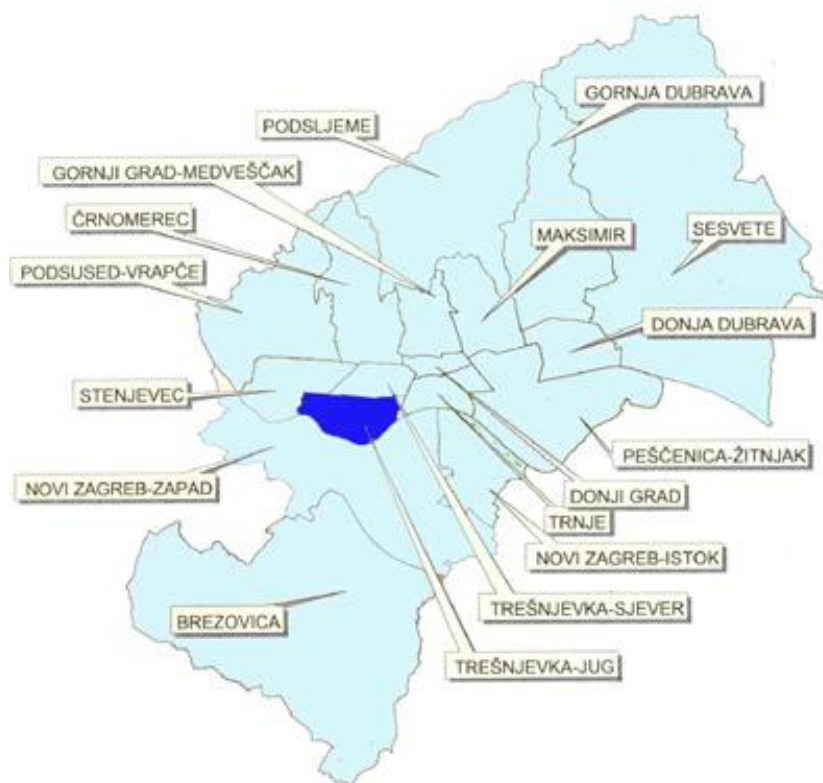 GORNJA DUBRAVA
PODSLJEME
GORNJI GRAD-MEDVEŠČAK
ČRNOMEREC
MAKSIMIR
SESVETE
PODSUSED-VRAPČE
DONJA DUBRAVA
STENJEVEC
PEŠČENICA-ŽITNJAK
NOVI ZAGREB-ZAPAD
DONJI GRAD
TRNJE
NOVI ZAGREB-ISTOK
TREŠNJEVKA-SJEVER
BREZOVICA
TREŠNJEVKA-JUG